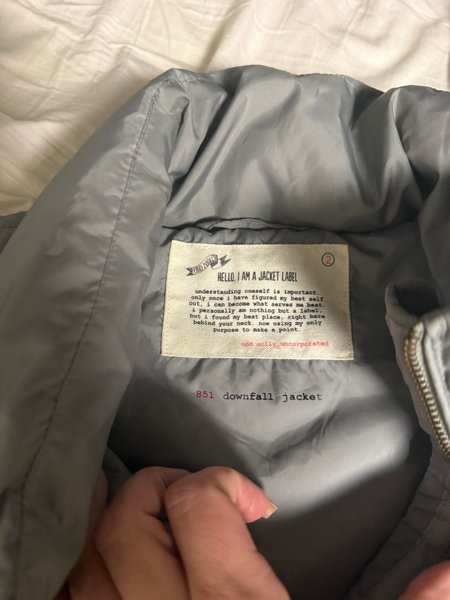 ODD MOLLY
2
HELLO, I AM A JACKET LABEL
understanding oneself is important.
only once i have figured my best self
out, i can become what serves me best.
i personally am nothing but a label,
but i found my best place, right here
behind your neck. now using my only
purpose to make a point.
odd molly_uncorporated
851 downfall jacket